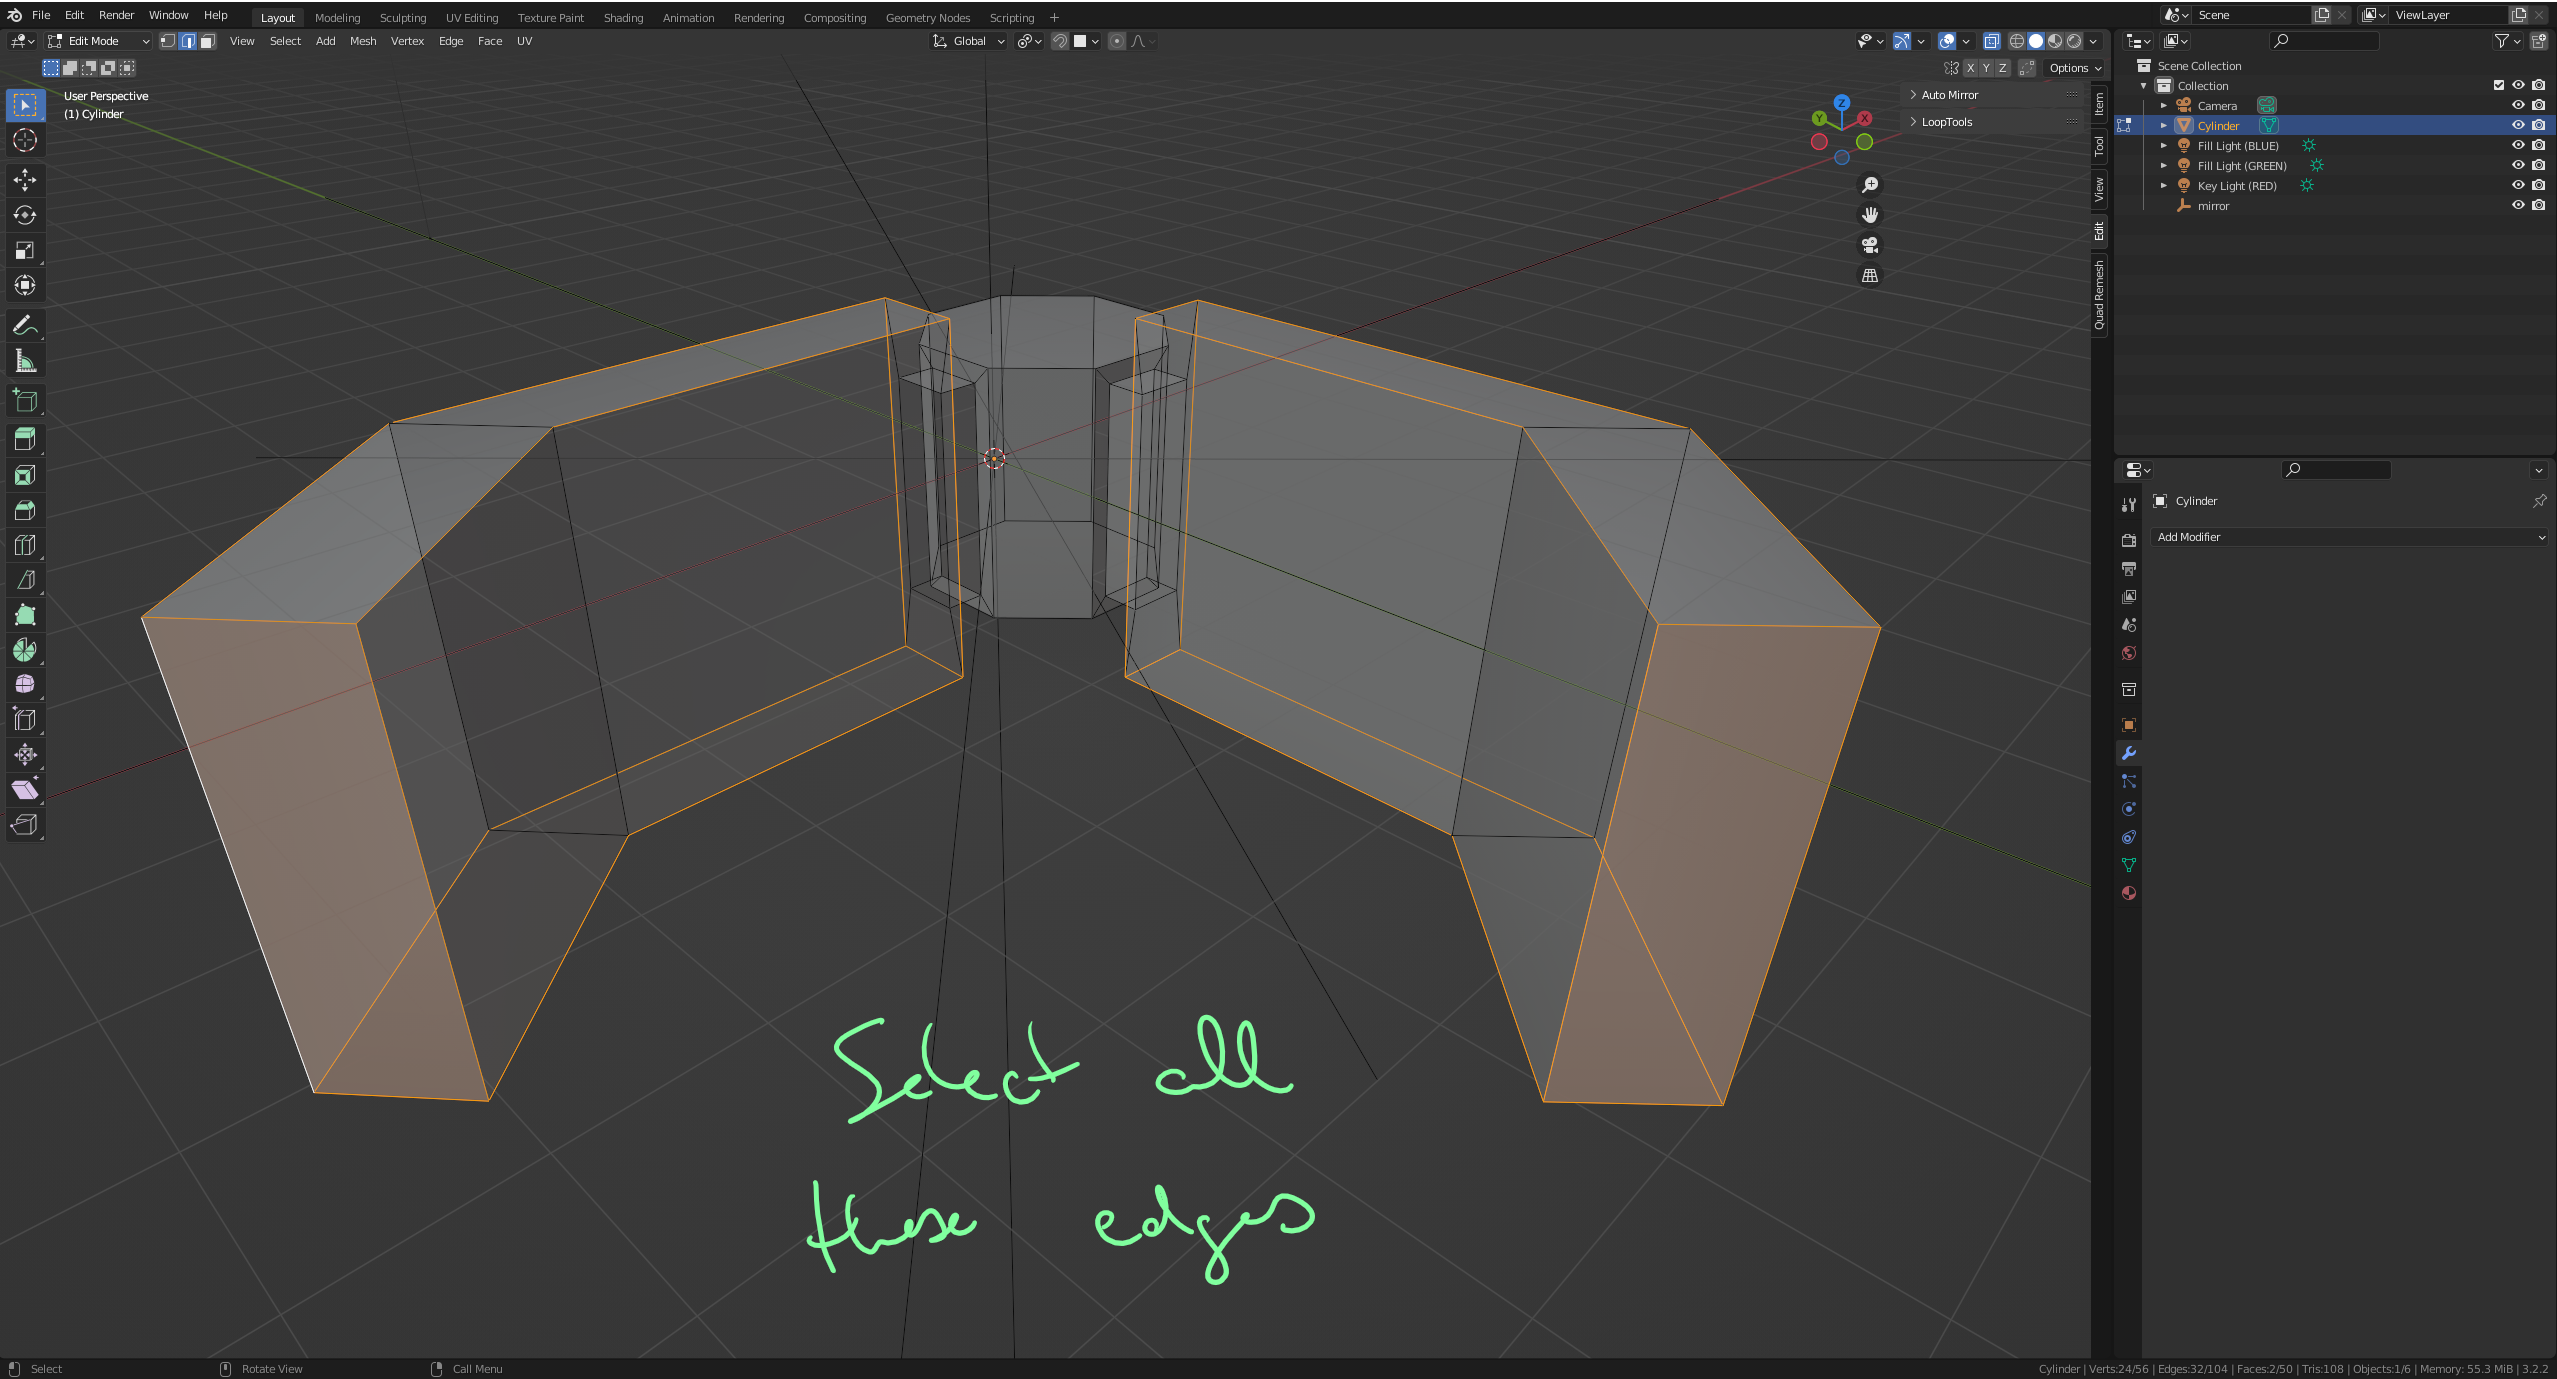 File Edit Render Window Help Layout Modeling Sculpting UV Editing Texture Paint Shading Animation Rendering Compositing Geometry Nodes Scripting + Scene ViewLayer
Edit Mode View Select Add Mesh Vertex Edge Face UV Global
X Y Z Options
User Perspective
(1) Cylinder
Z
Y
X
Auto Mirror
LoopTools
Item
Tool
View
Edit
Quad Remesh
Scene Collection
Collection
Camera
Cylinder
Fill Light (BLUE)
Fill Light (GREEN)
Key Light (RED)
mirror
Cylinder
Add Modifier
Select all
these edges
Select Rotate View Call Menu Cylinder | Verts:24/56 | Edges:32/104 | Faces:2/50 | Tris:108 | Objects:1/6 | Memory: 55.3 MiB | 3.2.2